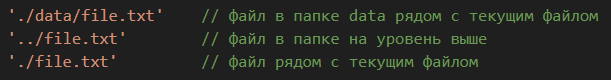 './data/file.txt'    // файл в папке data рядом с текущим файлом
'../file.txt'        // файл в папке на уровень выше
'./file.txt'         // файл рядом с текущим файлом